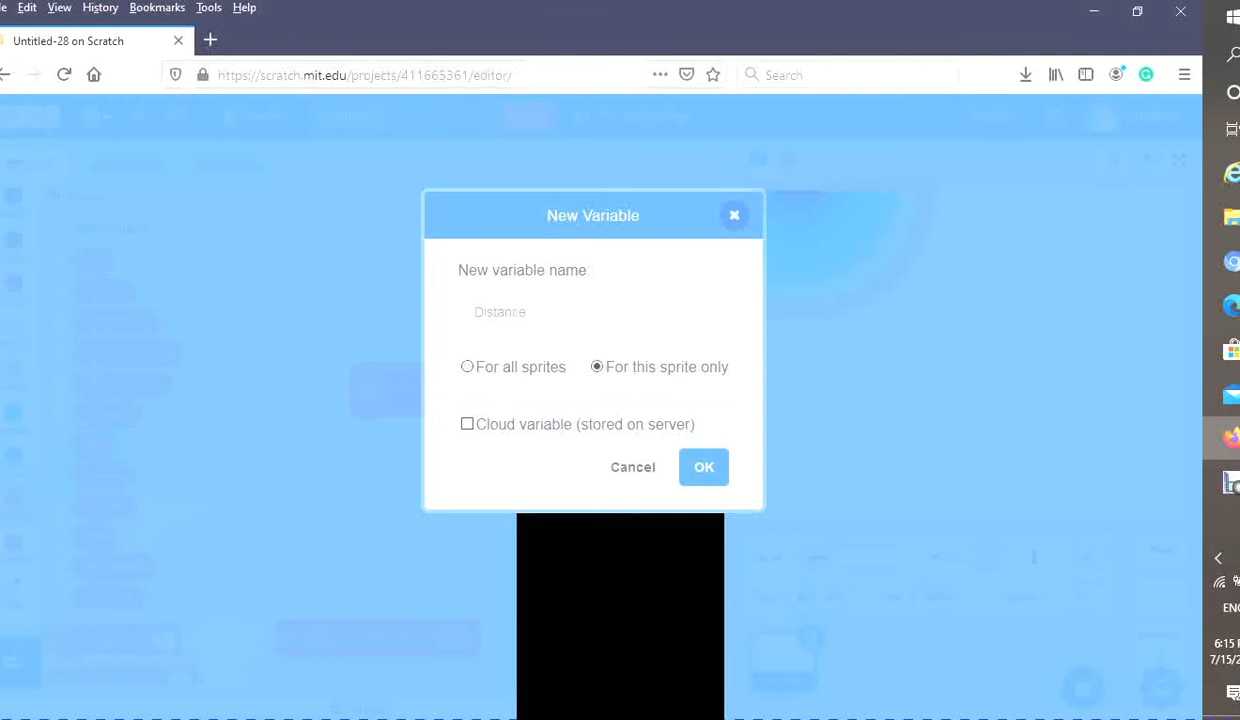 Edit View History Bookmarks Tools Help
Untitled-28 on Scratch
https://scratch.mit.edu/projects/411665361/editor/
Search
New Variable
New variable name:
Distance
For all sprites For this sprite only
Cloud variable (stored on server)
Cancel OK
6:15